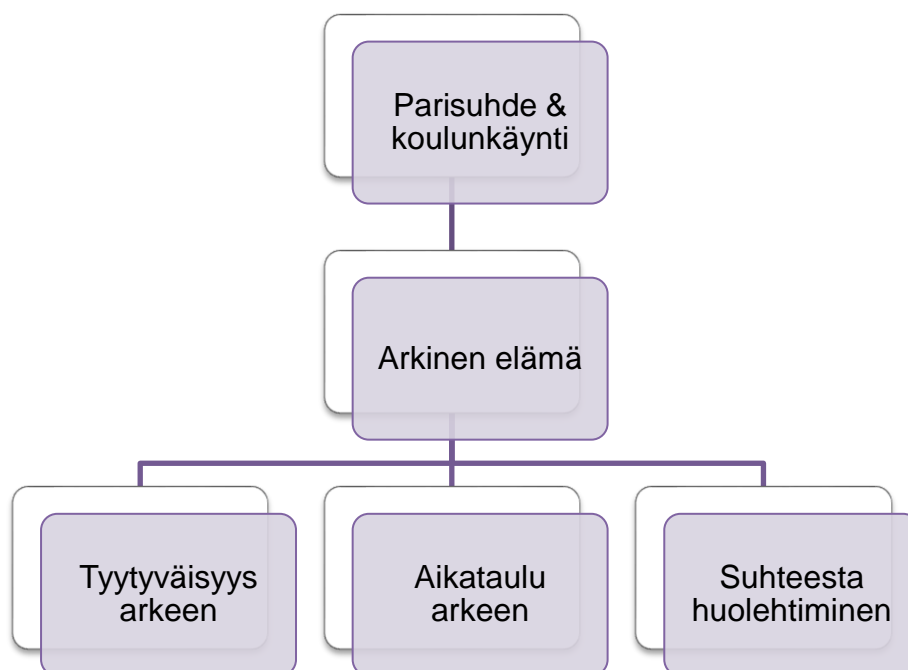 Parisuhde &
koulunkäynti
Arkinen elämä
Tyytyväisyys
arkeen
Aikataulu
arkeen
Suhteesta
huolehtiminen